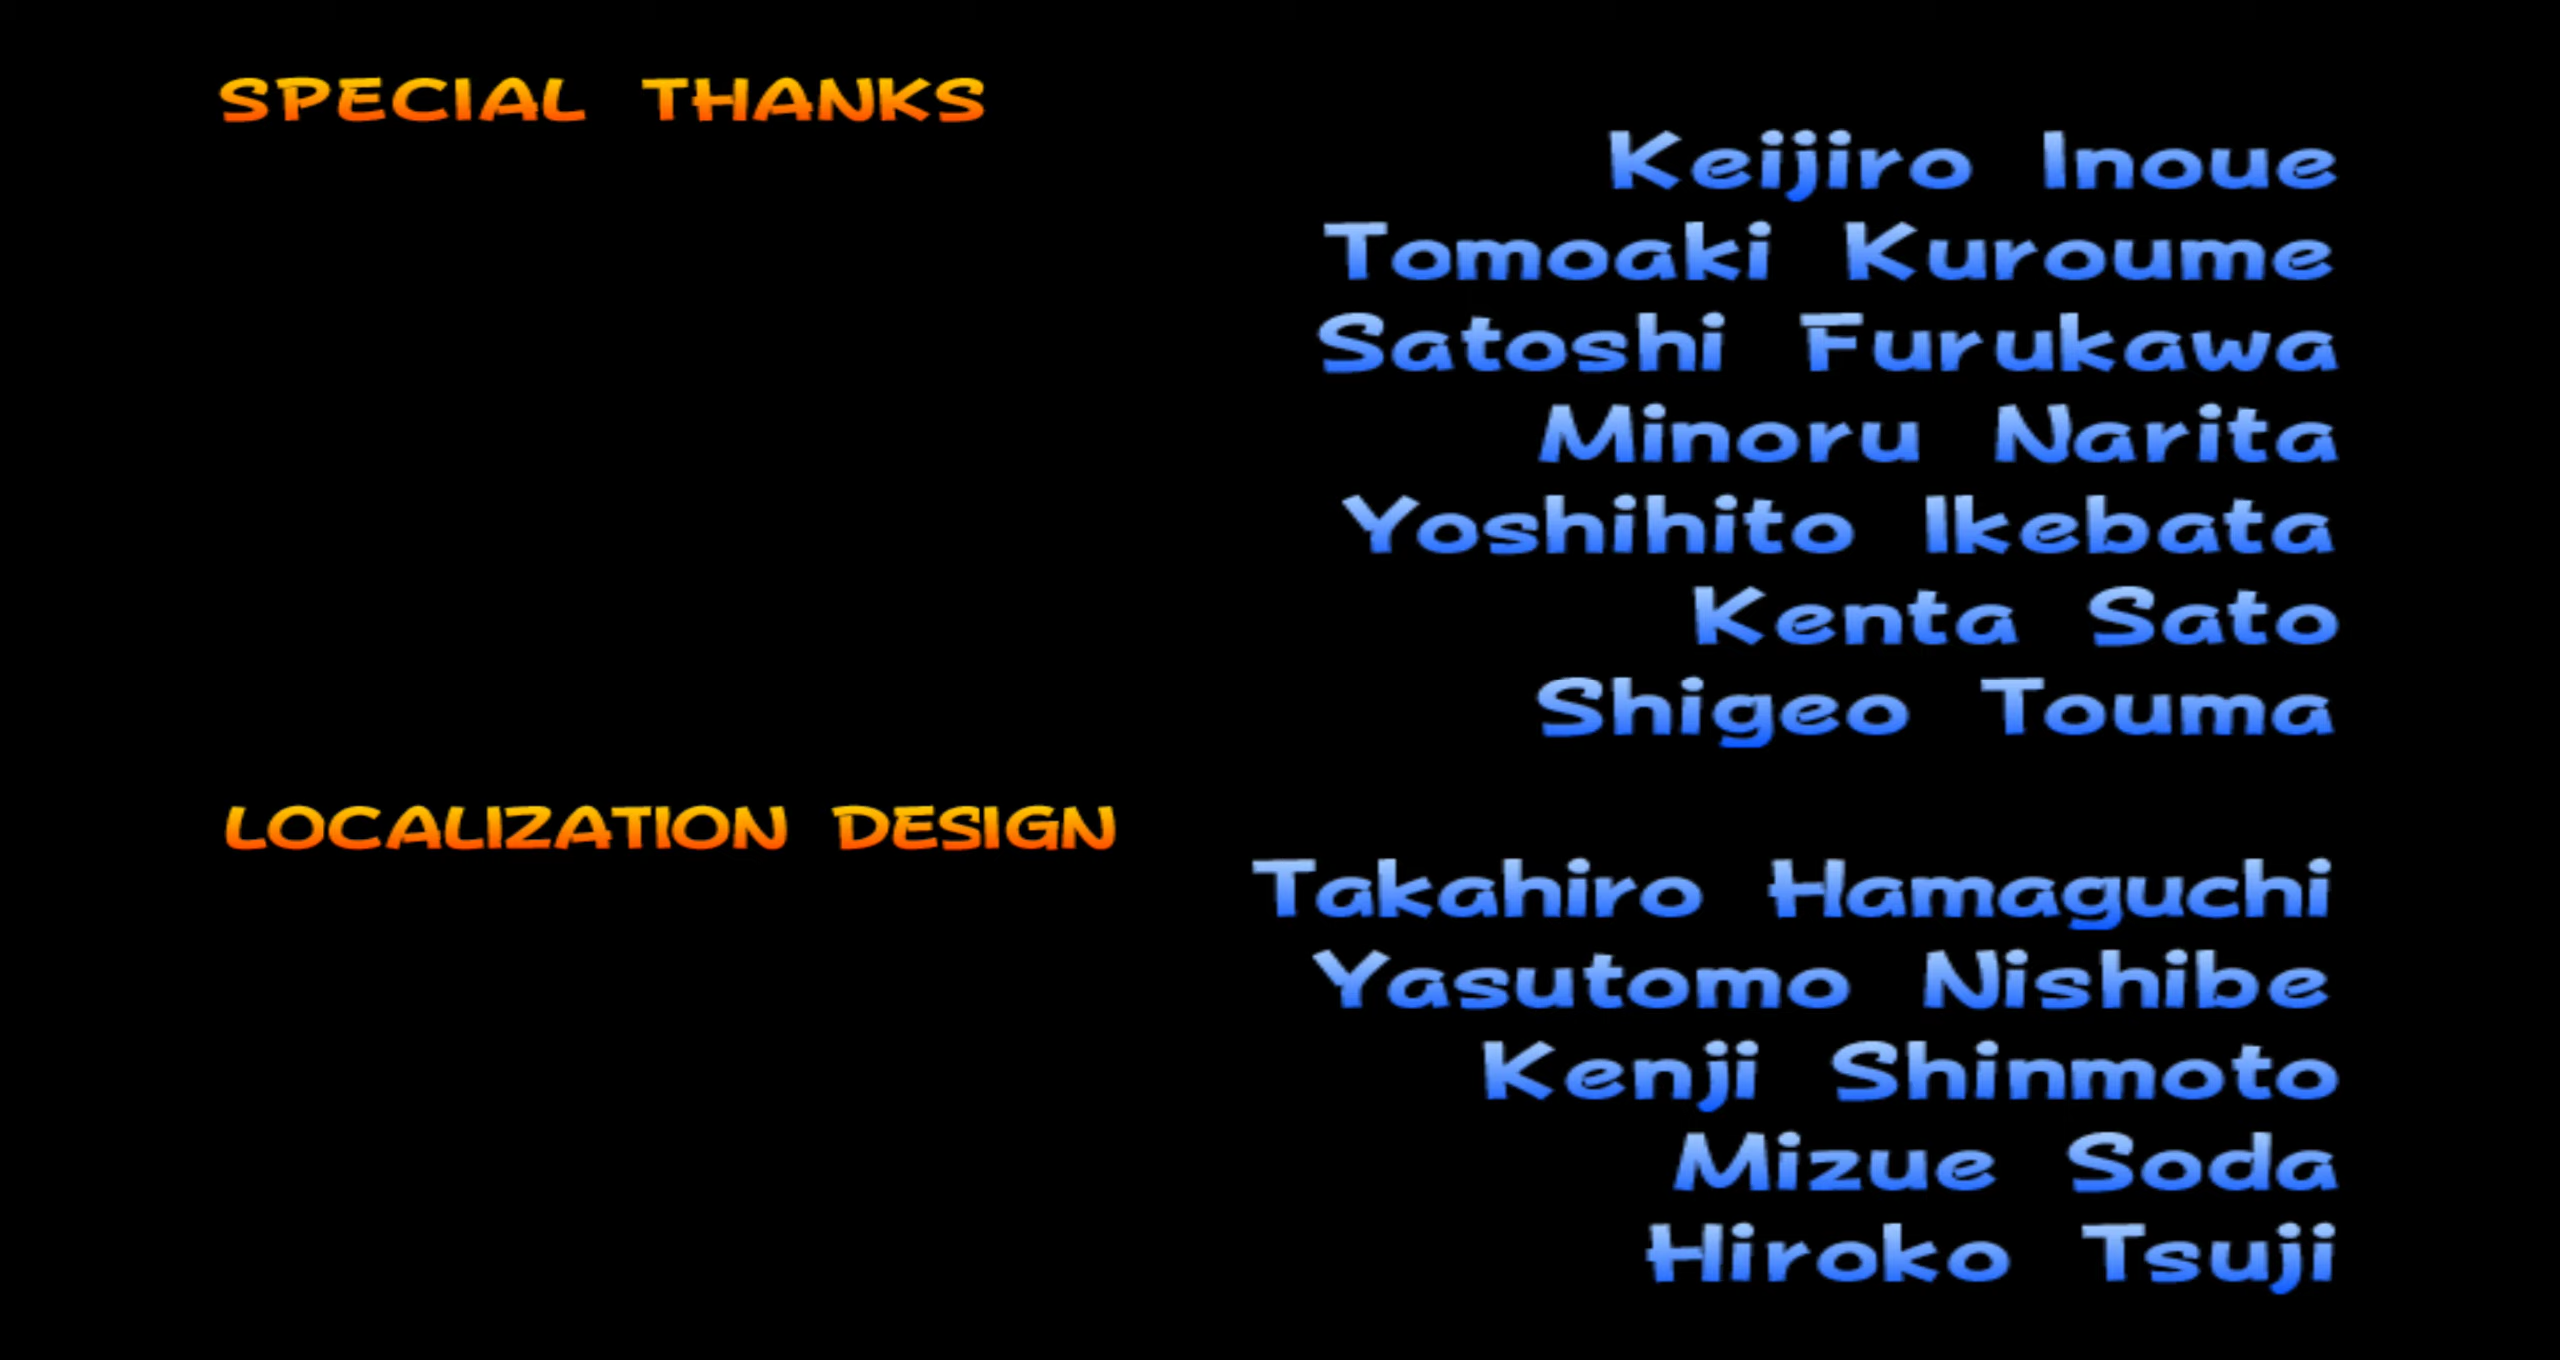 SPECIAL THANKS
Keijiro Inoue
Tomoaki Kuroume
Satoshi Furukawa
Minoru Narita
Yoshihito Ikebata
Kenta Sato
Shigeo Touma
LOCALIZATION DESIGN
Takahiro Hamaguchi
Yasutomo Nishibe
Kenji Shinmoto
Mizue Soda
Hiroko Tsuji